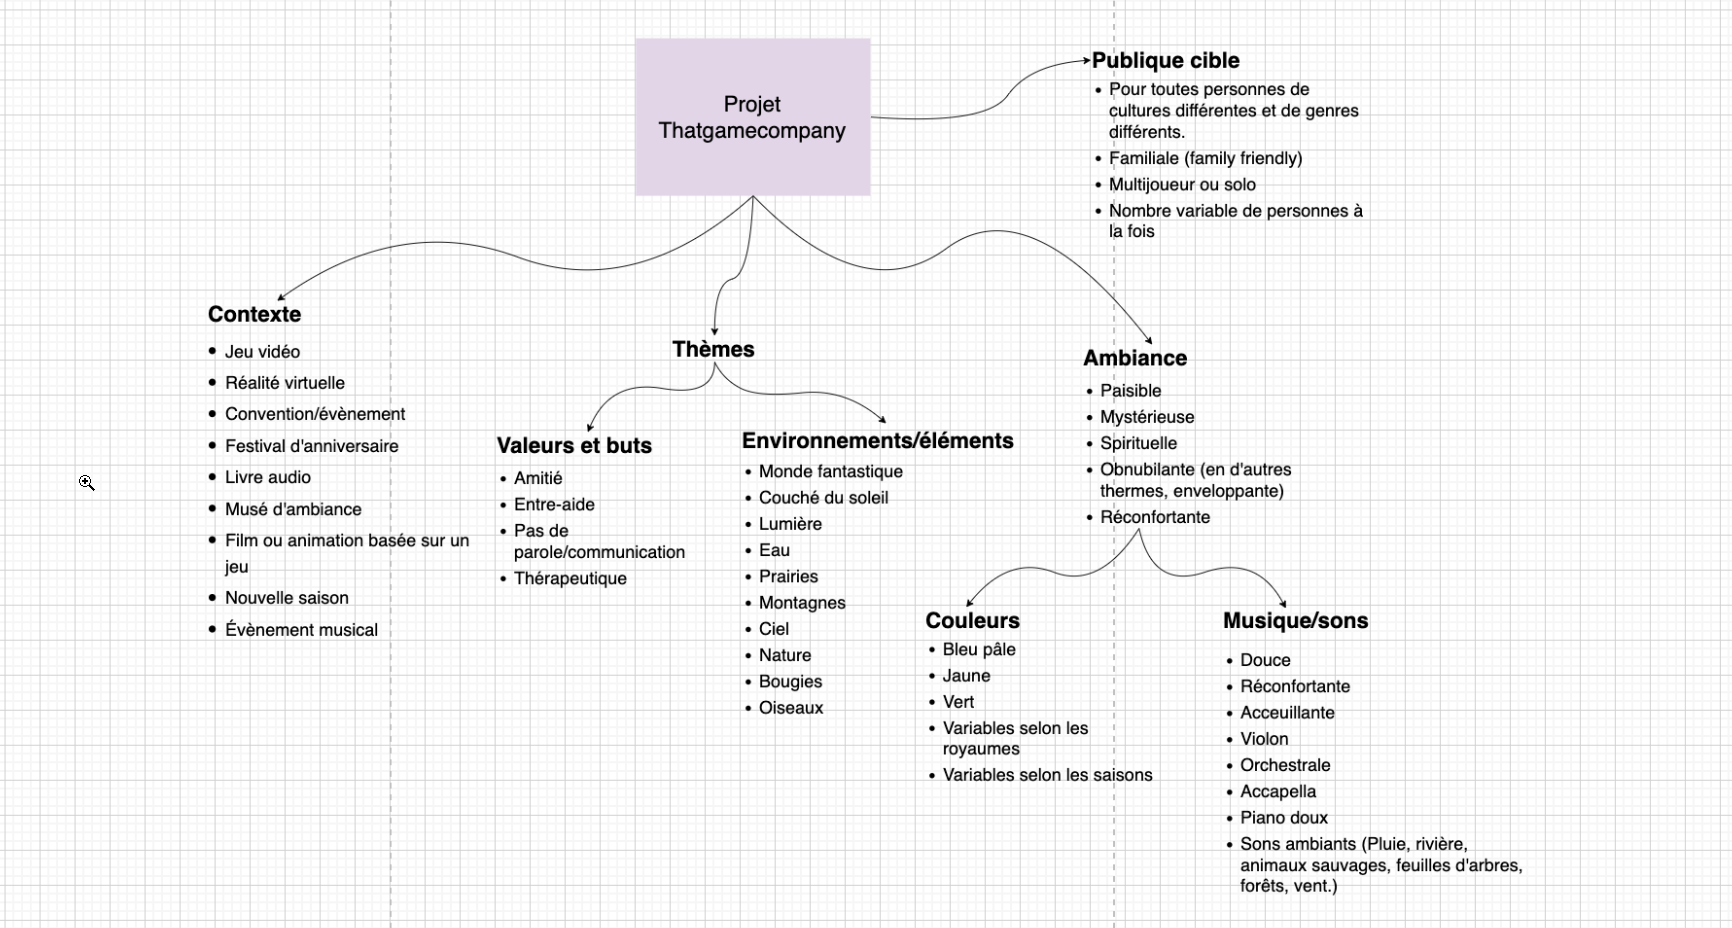 Projet
Thatgamecompany
Publique cible
Pour toutes personnes de
cultures différentes et de genres
différents.
Familiale (family friendly)
Multijoueur ou solo
Nombre variable de personnes à
la fois
Contexte
Jeu vidéo
Réalité virtuelle
Convention/évènement
Festival d'anniversaire
Livre audio
Musé d'ambiance
Film ou animation basée sur un
jeu
Nouvelle saison
Évènement musical
Thèmes
Valeurs et buts
Amitié
Entre-aide
Pas de
parole/communication
Thérapeutique
Environnements/éléments
Monde fantastique
Couché du soleil
Lumière
Eau
Prairies
Montagnes
Ciel
Nature
Bougies
Oiseaux
Ambiance
Paisible
Mystérieuse
Spirituelle
Obnubilante (en d'autres
thermes, enveloppante)
Réconfortante
Couleurs
Bleu pâle
Jaune
Vert
Variables selon les
royaumes
Variables selon les saisons
Musique/sons
Douce
Réconfortante
Acceuillante
Violon
Orchestrale
Accapella
Piano doux
Sons ambiants (Pluie, rivière,
animaux sauvages, feuilles d'arbres,
forêts, vent.)